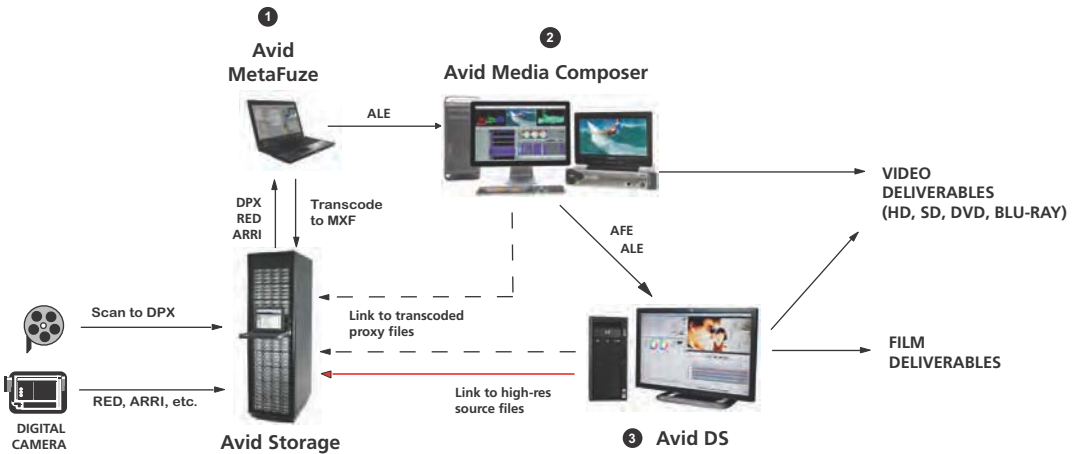 1
Avid
MetaFuze
2
Avid Media Composer
ALE
DPX
RED
ARRI
Transcode
to MXF
VIDEO
DELIVERABLES
(HD, SD, DVD, BLU-RAY)
AFE
ALE
Scan to DPX
Link to transcoded
proxy files
FILM
DELIVERABLES
RED, ARRI, etc.
Link to high-res
source files
DIGITAL
CAMERA
Avid Storage
3 Avid DS